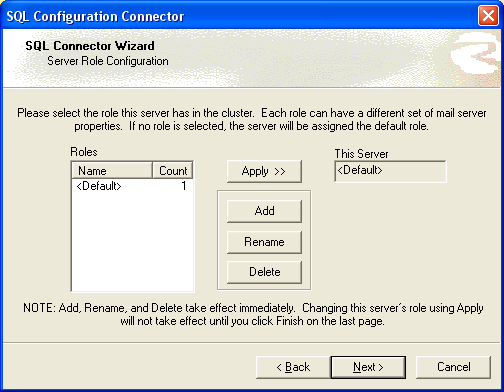 SQL Configuration Connector
SQL Connector Wizard
Server Role Configuration
Please select the role this server has in the cluster. Each role can have a different set of mail server
properties. If no role is selected, the server will be assigned the default role.
Roles
This Server
Name Count
Apply >>
<Default>
<Default> 1
Add
Rename
Delete
NOTE: Add, Rename, and Delete take effect immediately. Changing this server's role using Apply
will not take effect until you click Finish on the last page.
< Back Next > Cancel